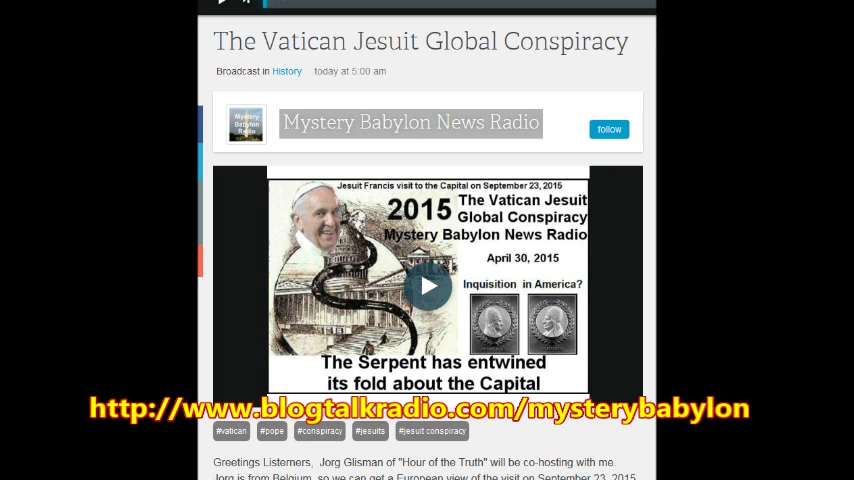 The Vatican Jesuit Global Conspiracy
Broadcast in History today at 5:00 am
Mystery Babylon Radio
Mystery Babylon News Radio
follow
Jesuit Francis visit to the Capital on September 23, 2015
2015
The Vatican Jesuit
Global Conspiracy
Mystery Babylon News Radio
April 30, 2015
Inquisition in America?
The Serpent has entwined
its fold about the Capital
http://www.blogtalkradio.com/mysterybabylon
#vatican #pope #conspiracy #jesuits #jesuit conspiracy
Greetings Listerners, Jorg Glisman of "Hour of the Truth" will be co-hosting with me.
Jorg is from Belgium, so we can get a European view of the visit on September 23, 2015